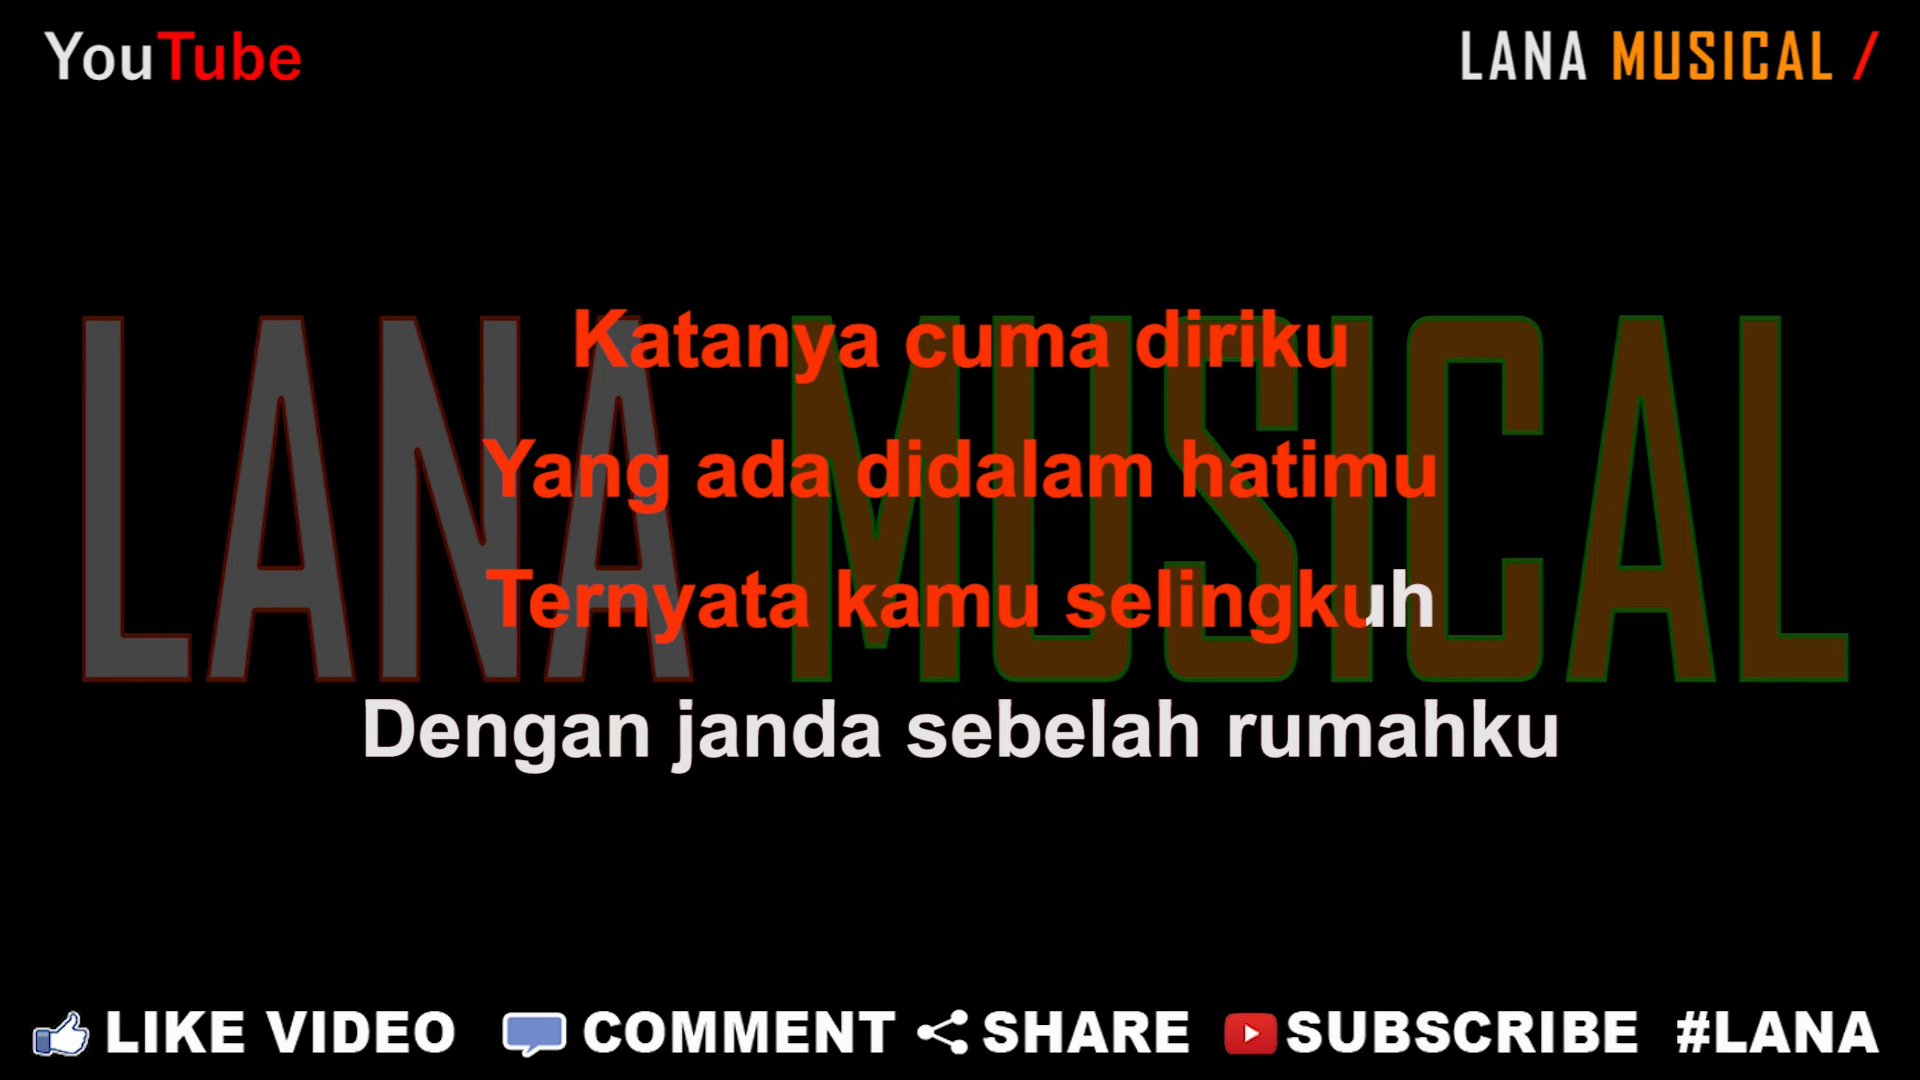 YouTube
LANA MUSICAL /
LANA MUSICAL
Katanya cuma diriku
Yang ada didalam hatimu
Ternyata kamu selingkuh
Dengan janda sebelah rumahku
LIKE VIDEO COMMENT SHARE SUBSCRIBE #LANA